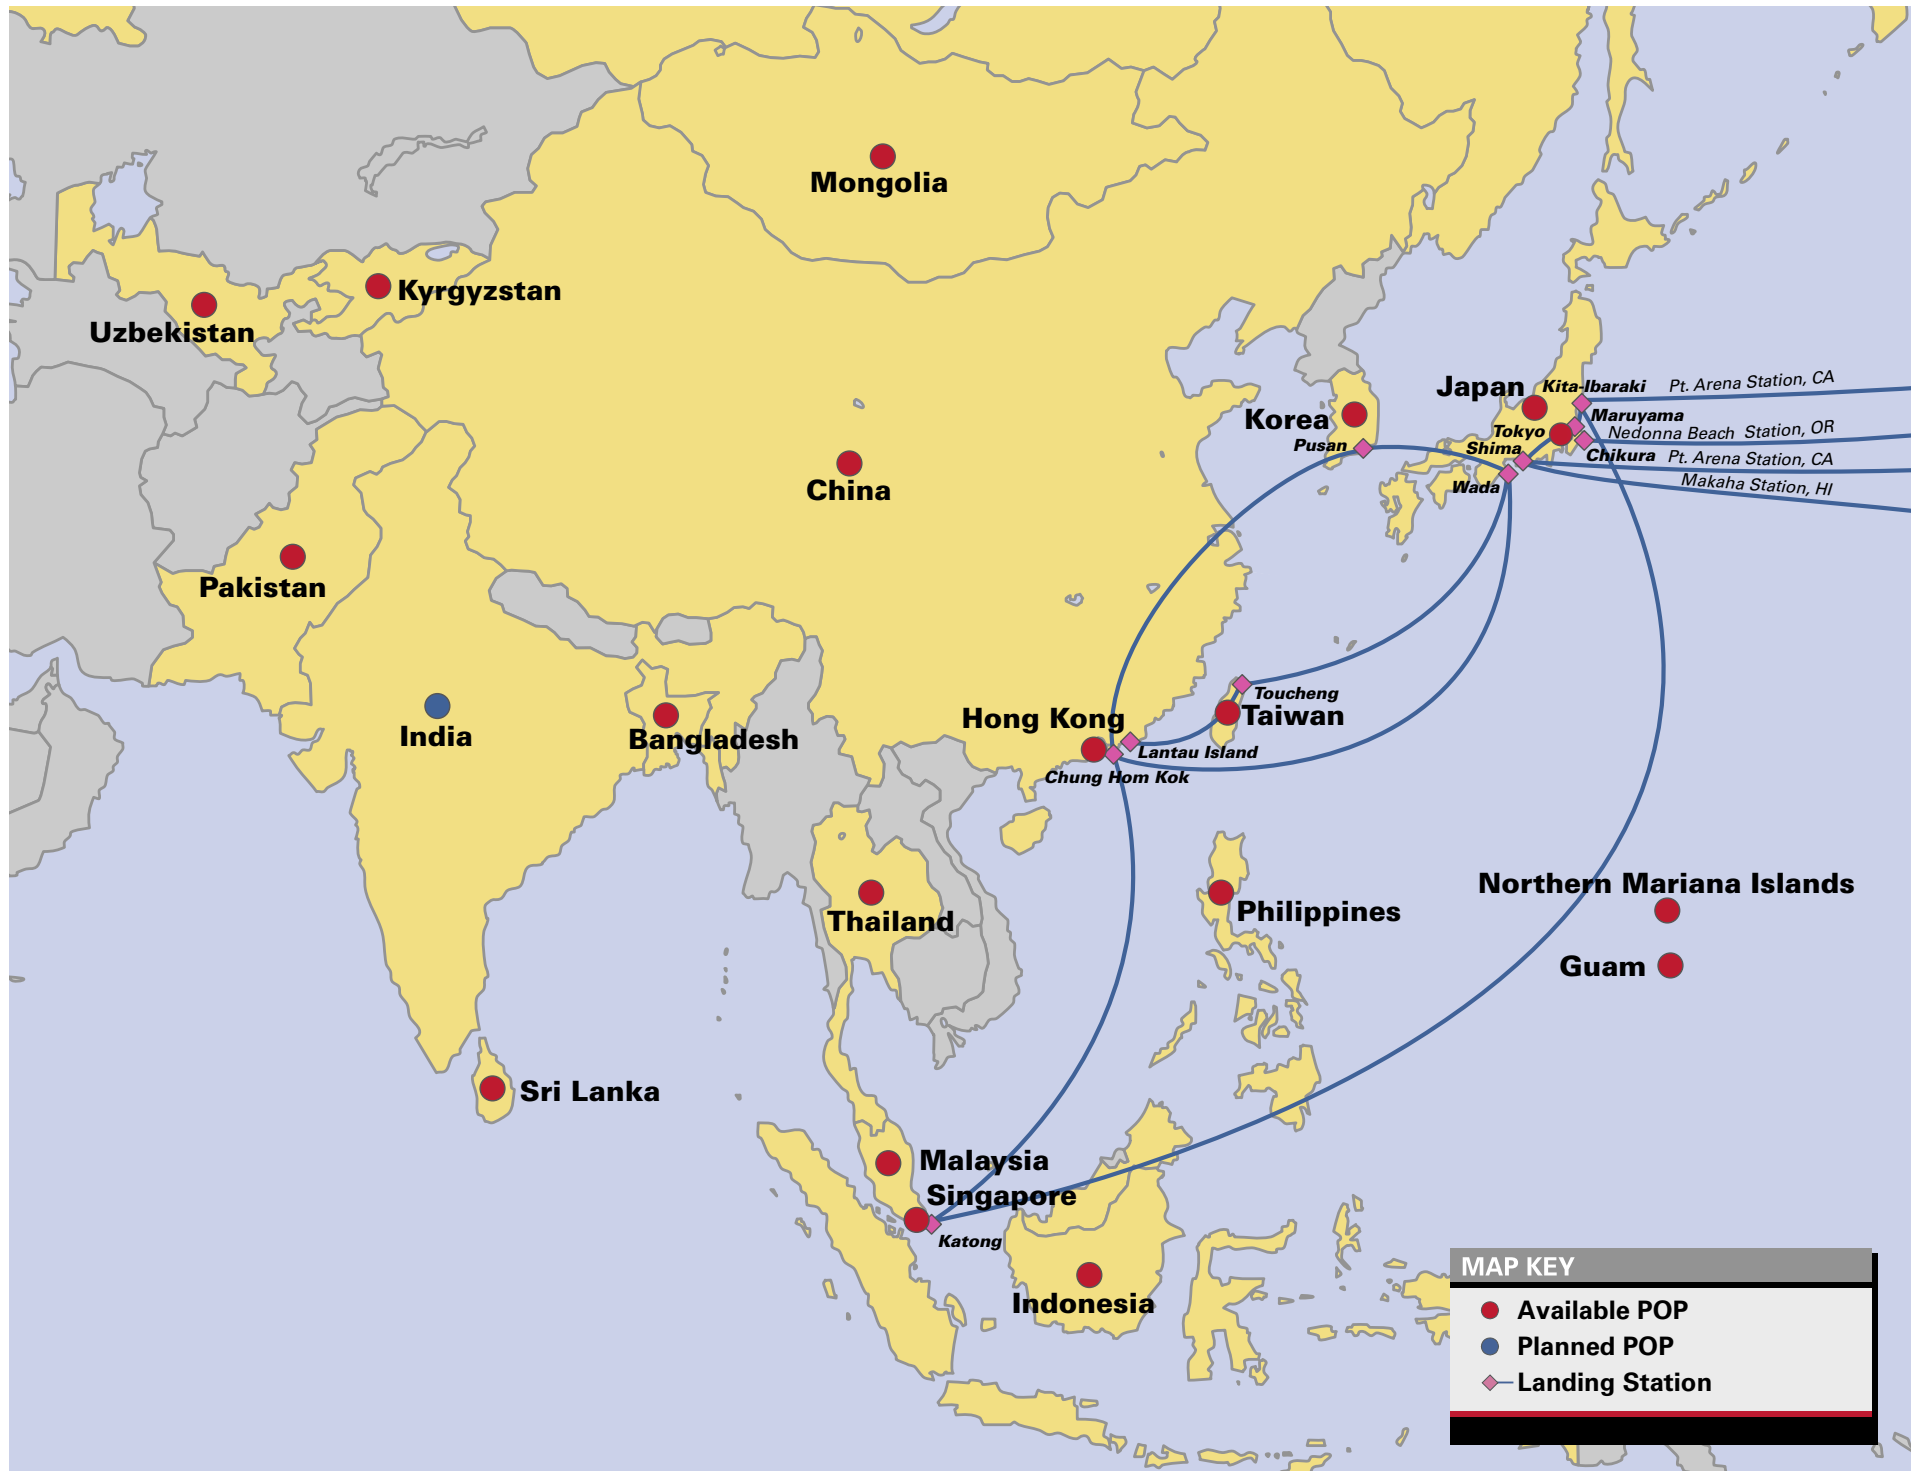 Mongolia
Kyrgyzstan
Uzbekistan
Japan
Kita-Ibaraki
Pt. Arena Station, CA
Korea
Maruyama
Tokyo
Nedonna Beach Station, OR
Pusan
Shima
Chikura
Pt. Arena Station, CA
China
Wada
Makaha Station, HI
Pakistan
Toucheng
Hong Kong
Taiwan
India
Bangladesh
Lantau Island
Chung Hom Kok
Northern Mariana Islands
Thailand
Philippines
Guam
Sri Lanka
Malaysia
Singapore
Katong
Indonesia
MAP KEY
Available POP
Planned POP
Landing Station